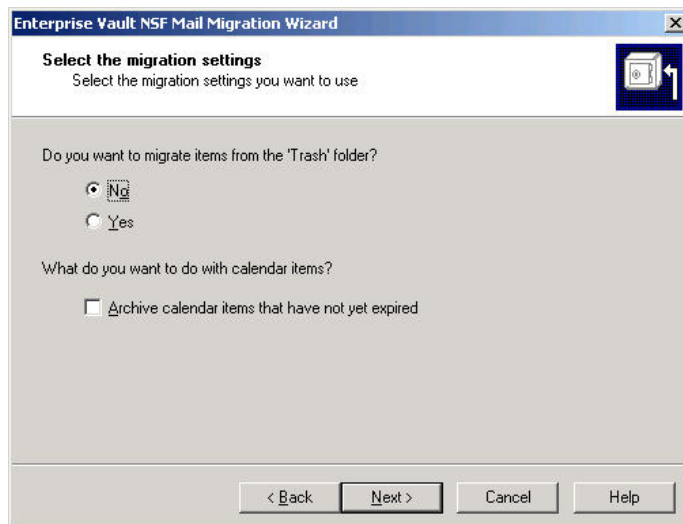 Enterprise Vault NSF Mail Migration Wizard
Select the migration settings
Select the migration settings you want to use
Do you want to migrate items from the 'Trash' folder?
No
Yes
What do you want to do with calendar items?
Archive calendar items that have not yet expired
< Back Next > Cancel Help